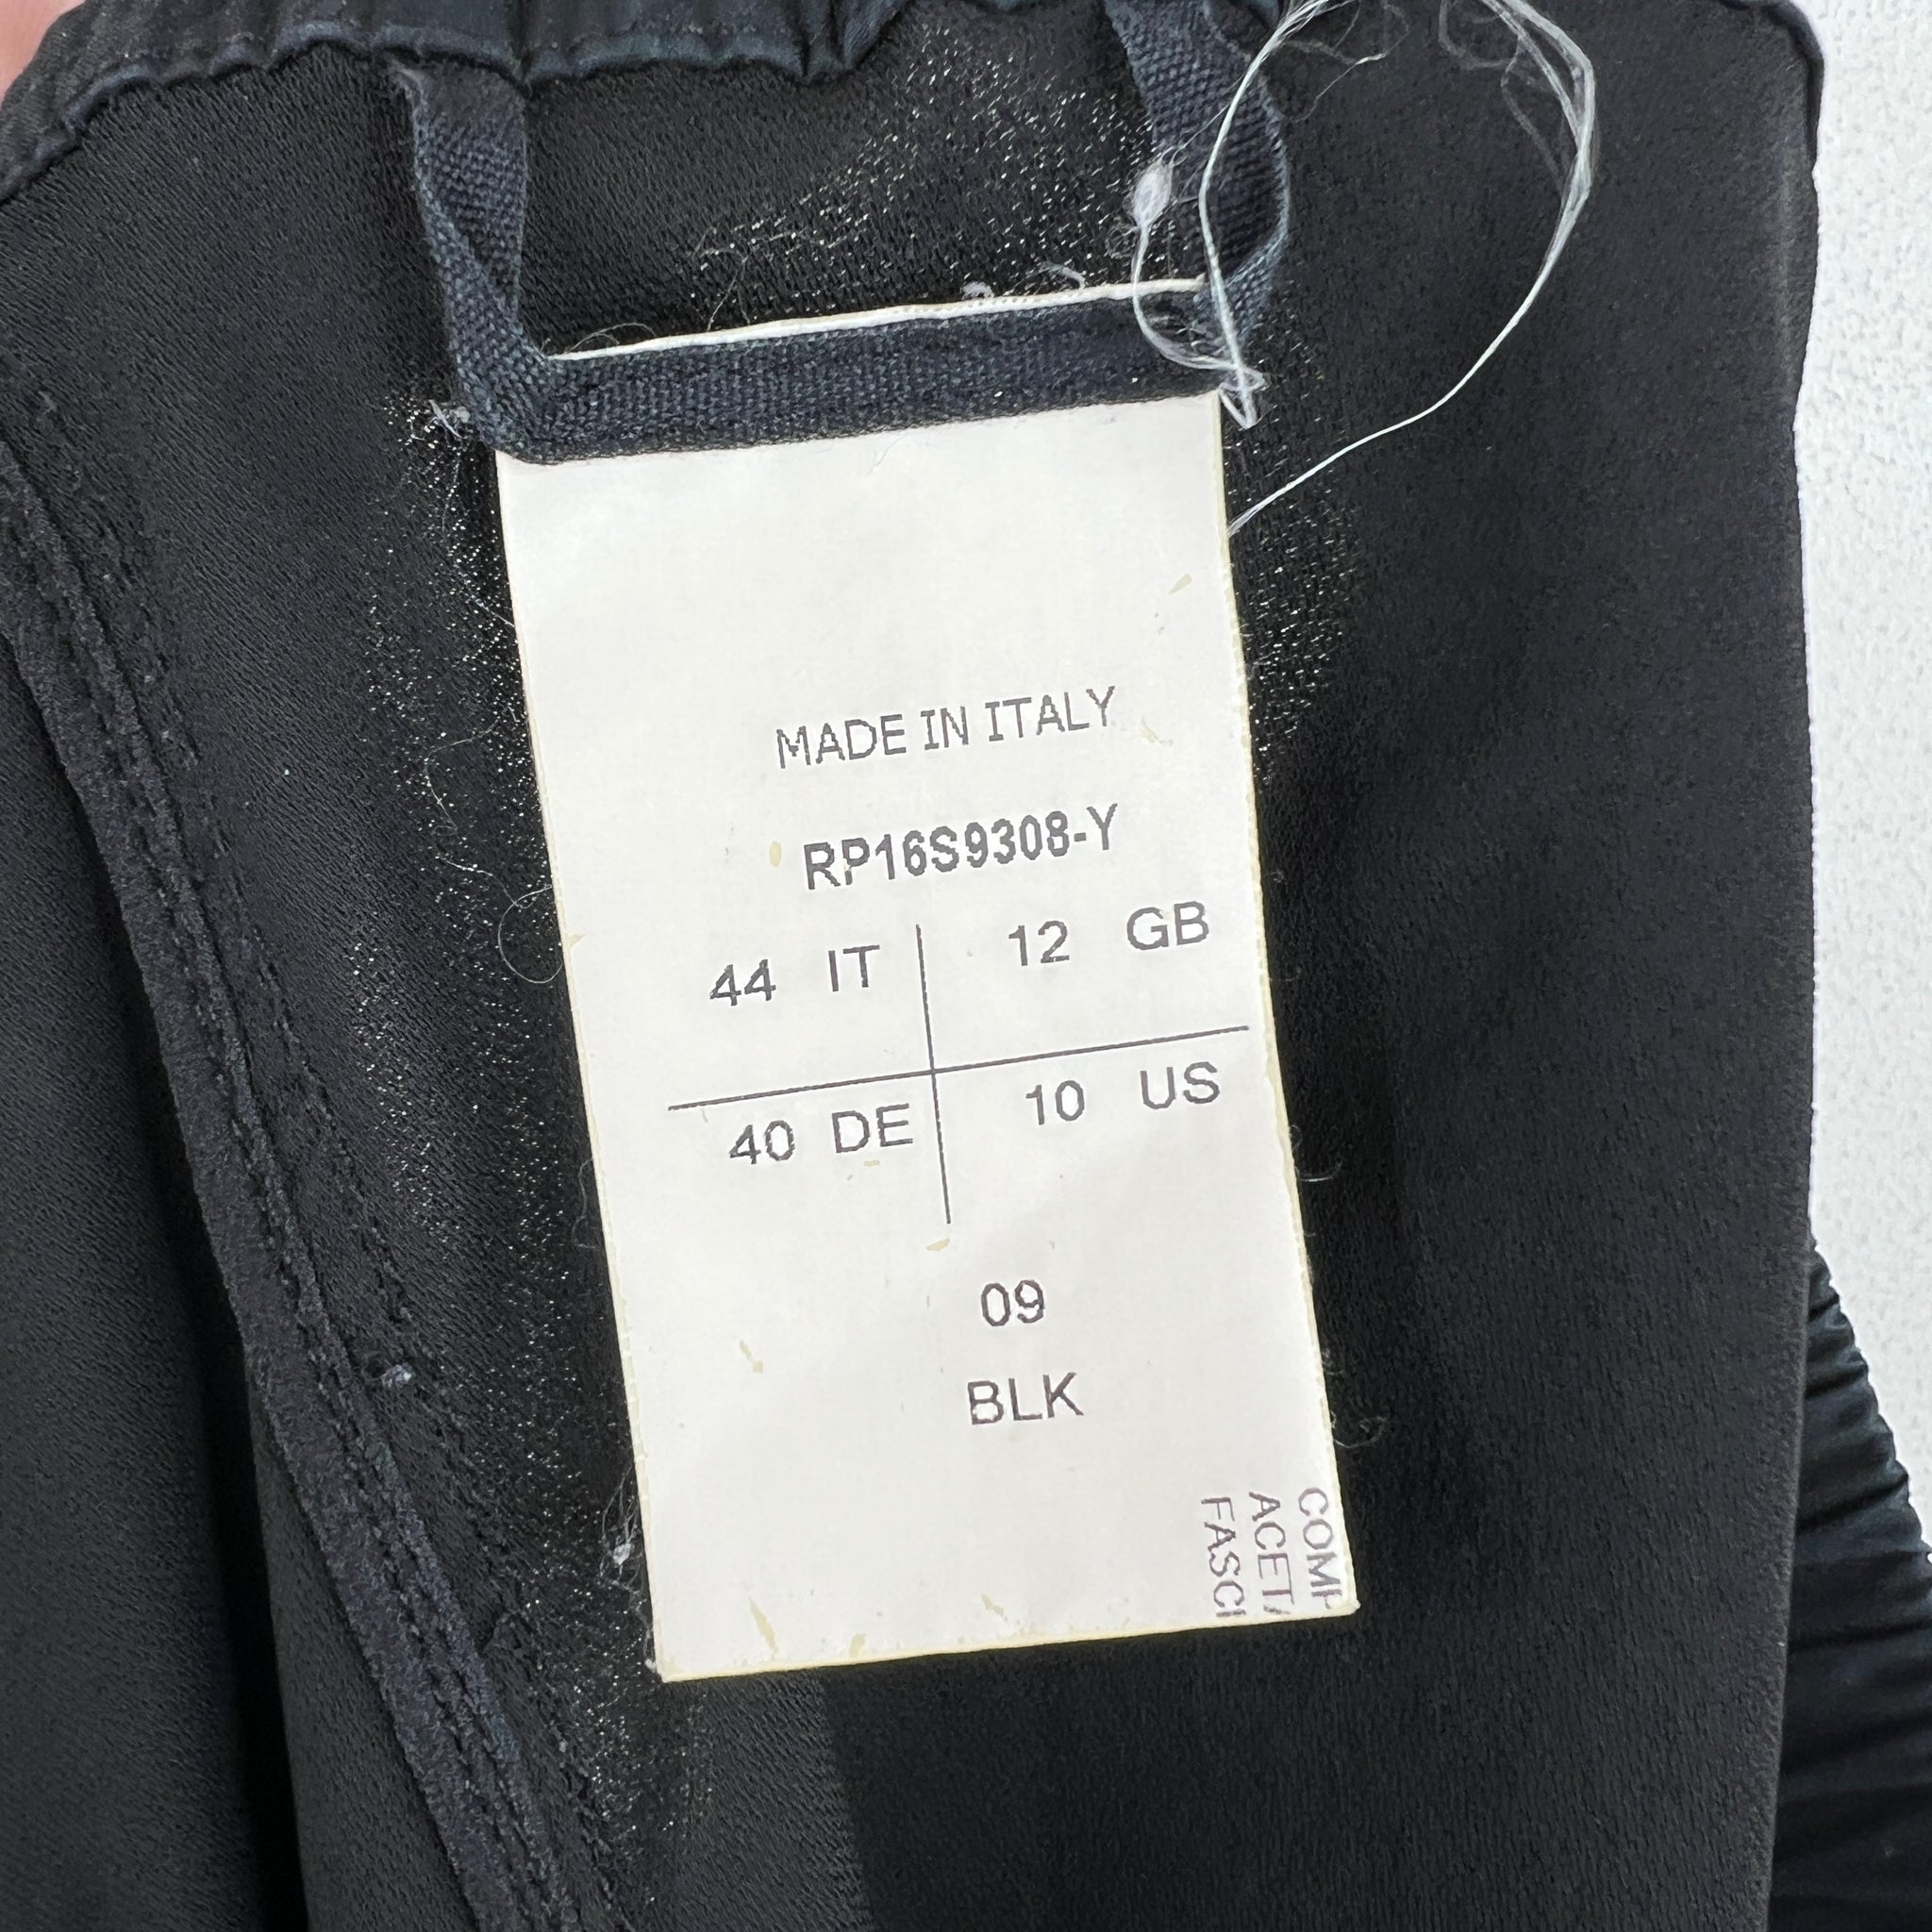 MADE IN ITALY
RP16S9308-Y
44 IT 12 GB
40 DE 10 US
09
BLK
COMP
ACETA
FASCI